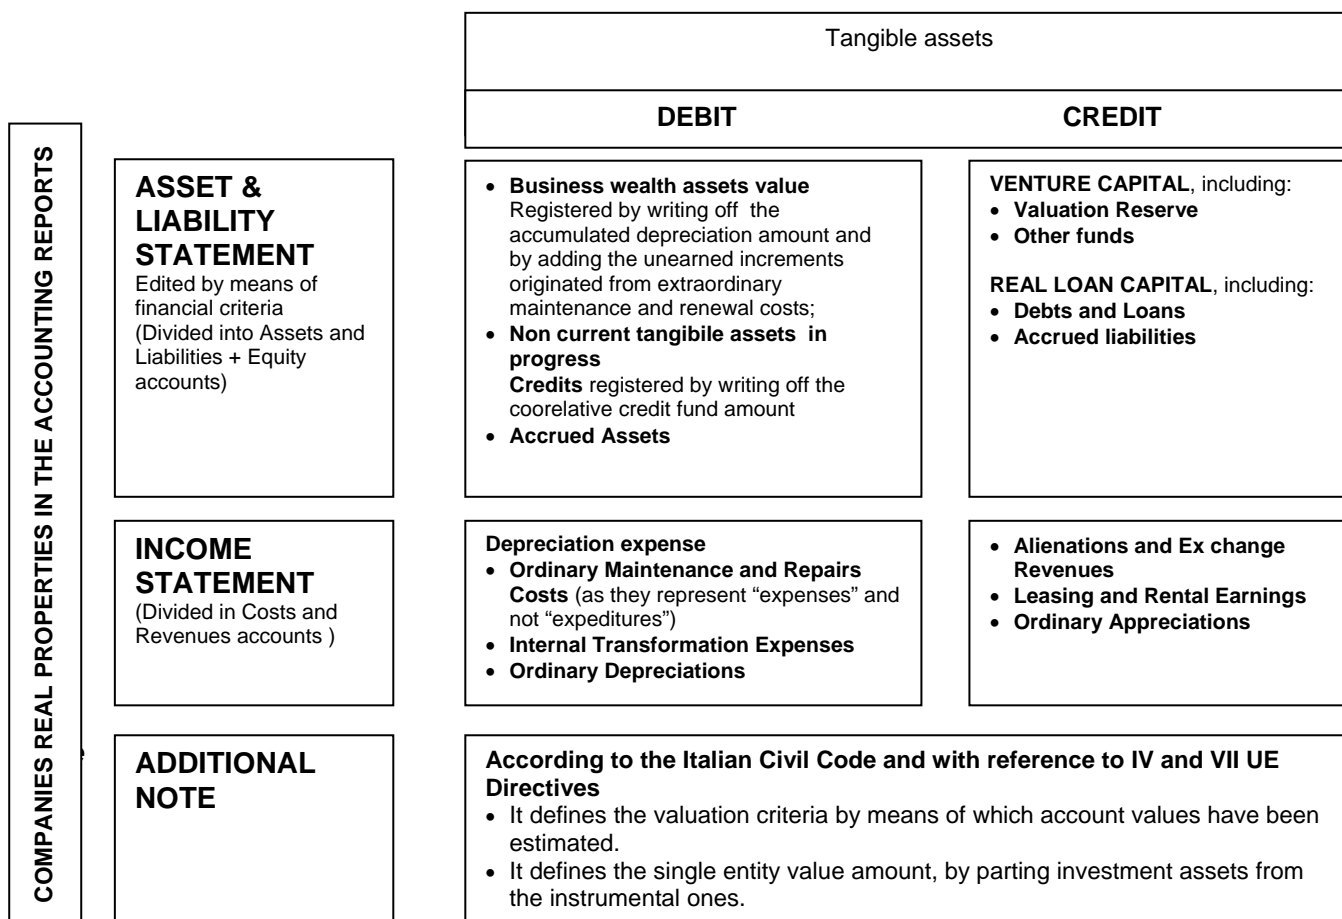 Tangible assets
DEBIT CREDIT
COMPANIES REAL PROPERTIES IN THE ACCOUNTING REPORTS
ASSET &
LIABILITY
STATEMENT
Edited by means of
financial criteria
(Divided into Assets and
Liabilities + Equity
accounts)
• Business wealth assets value
Registered by writing off the
accumulated depreciation amount and
by adding the unearned increments
originated from extraordinary
maintenance and renewal costs;
• Non current tangibile assets in
progress
Credits registered by writing off the
coorelative credit fund amount
• Accrued Assets
VENTURE CAPITAL, including:
• Valuation Reserve
• Other funds
REAL LOAN CAPITAL, including:
• Debts and Loans
• Accrued liabilities
INCOME
STATEMENT
(Divided in Costs and
Revenues accounts )
Depreciation expense
• Ordinary Maintenance and Repairs
Costs (as they represent “expenses” and
not “expeditures”)
• Internal Transformation Expenses
• Ordinary Depreciations
• Alienations and Ex change
Revenues
• Leasing and Rental Earnings
• Ordinary Appreciations
ADDITIONAL
NOTE
According to the Italian Civil Code and with reference to IV and VII UE
Directives
• It defines the valuation criteria by means of which account values have been
estimated.
• It defines the single entity value amount, by parting investment assets from
the instrumental ones.